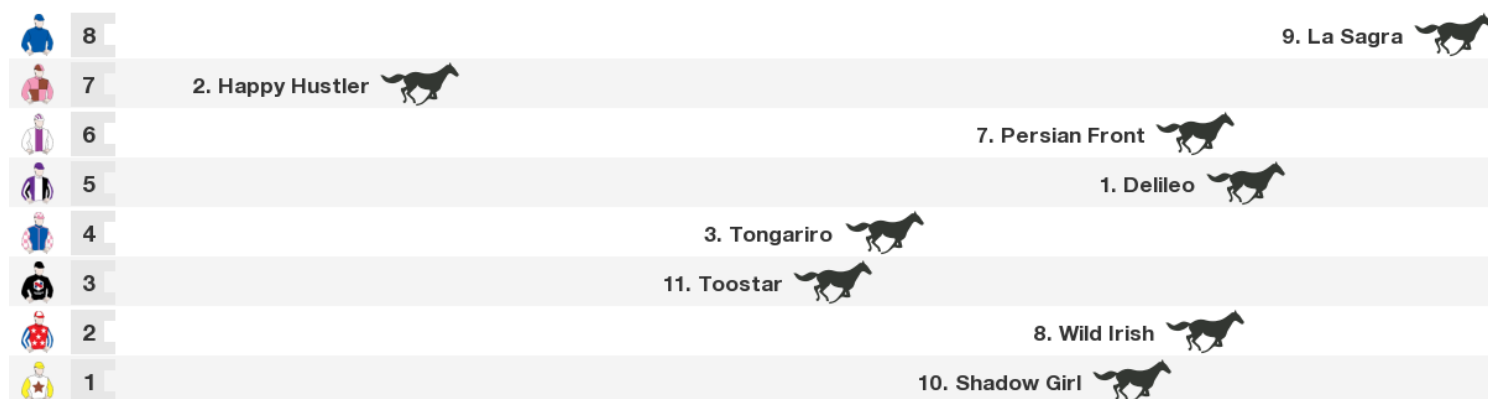 8 9. La Sagra
7 2. Happy Hustler
6 7. Persian Front
5 1. Delileo
4 3. Tongariro
3 11. Toostar
2 8. Wild Irish
1 10. Shadow Girl